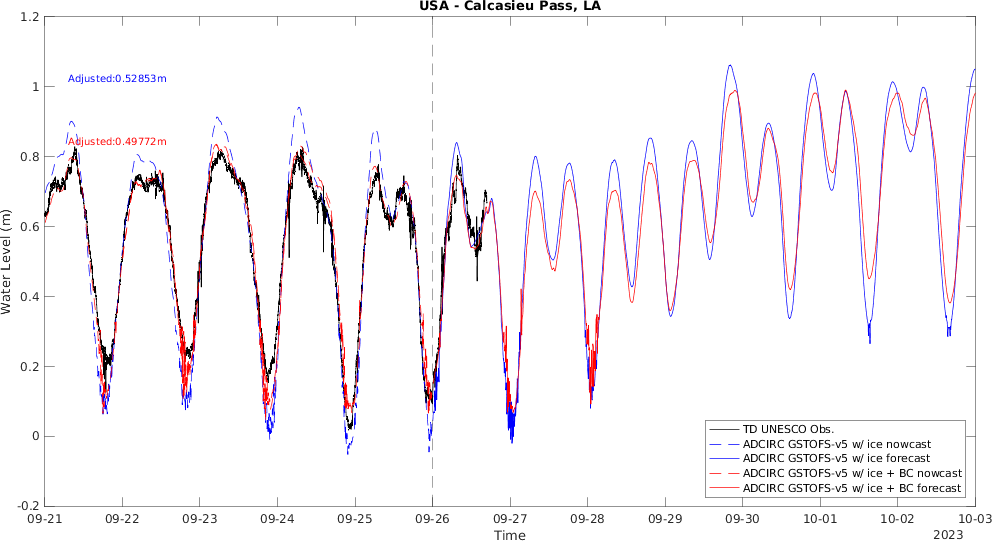 USA - Calcasieu Pass, LA
1.2
1
0.8
0.6
0.4
0.2
0
-0.2
Water Level (m)
Adjusted:0.52853m
Adjusted:0.49772m
TD UNESCO Obs.
ADCIRC GSTOFS-v5 w/ ice nowcast
ADCIRC GSTOFS-v5 w/ ice forecast
ADCIRC GSTOFS-v5 w/ ice + BC nowcast
ADCIRC GSTOFS-v5 w/ ice + BC forecast
09-21 09-22 09-23 09-24 09-25 09-26 09-27 09-28 09-29 09-30 10-01 10-02 10-03
Time
2023